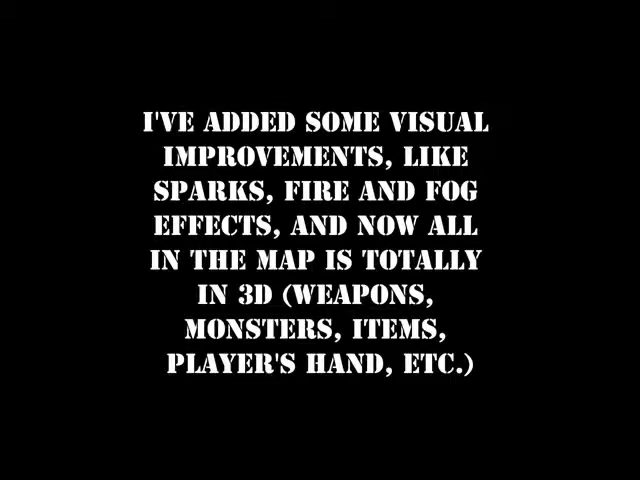 I'VE ADDED SOME VISUAL
IMPROVEMENTS, LIKE
SPARKS, FIRE AND FOG
EFFECTS, AND NOW ALL
IN THE MAP IS TOTALLY
IN 3D (WEAPONS,
MONSTERS, ITEMS,
PLAYER'S HAND, ETC.)